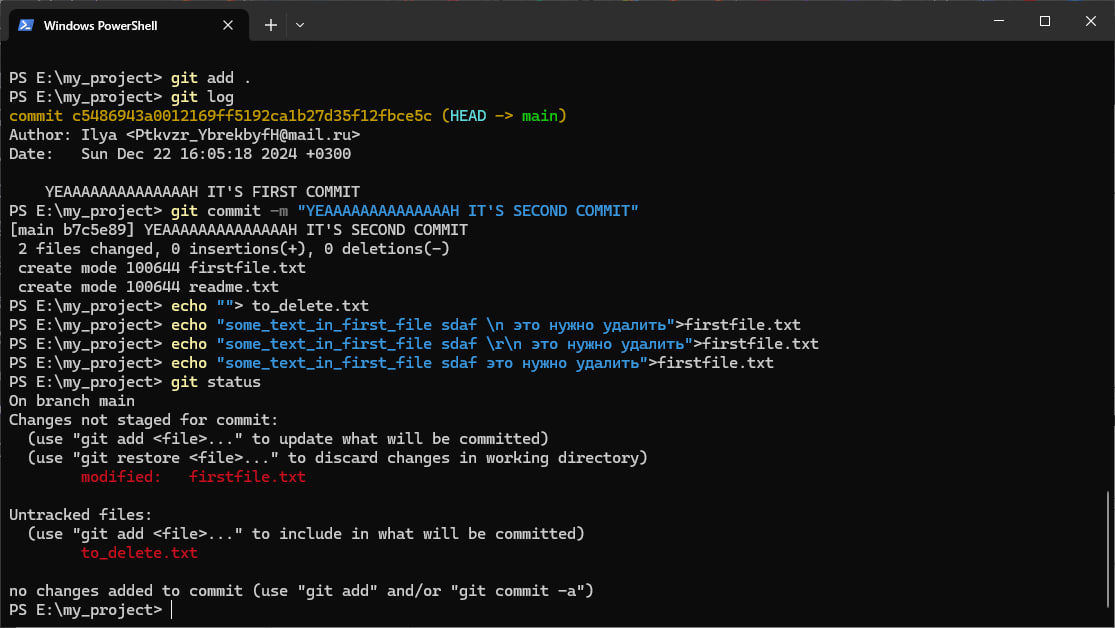 Windows PowerShell
PS E:\my_project> git add .
PS E:\my_project> git log
commit c5486943a0012169ff5192ca1b27d35f12fbce5c (HEAD -> main)
Author: Ilya <Ptkvzr_YbrekbyfH@mail.ru>
Date:   Sun Dec 22 16:05:18 2024 +0300
    YEAAAAAAAAAAAAAAH IT'S FIRST COMMIT
PS E:\my_project> git commit -m "YEAAAAAAAAAAAAAAH IT'S SECOND COMMIT"
[main b7c5e89] YEAAAAAAAAAAAAAAH IT'S SECOND COMMIT
 2 files changed, 0 insertions(+), 0 deletions(-)
 create mode 100644 firstfile.txt
 create mode 100644 readme.txt
PS E:\my_project> echo ""> to_delete.txt
PS E:\my_project> echo "some_text_in_first_file sdaf \n это нужно удалить">firstfile.txt
PS E:\my_project> echo "some_text_in_first_file sdaf \r\n это нужно удалить">firstfile.txt
PS E:\my_project> echo "some_text_in_first_file sdaf это нужно удалить">firstfile.txt
PS E:\my_project> git status
On branch main
Changes not staged for commit:
  (use "git add <file>..." to update what will be committed)
  (use "git restore <file>..." to discard changes in working directory)
        modified:   firstfile.txt
Untracked files:
  (use "git add <file>..." to include in what will be committed)
        to_delete.txt
no changes added to commit (use "git add" and/or "git commit -a")
PS E:\my_project>